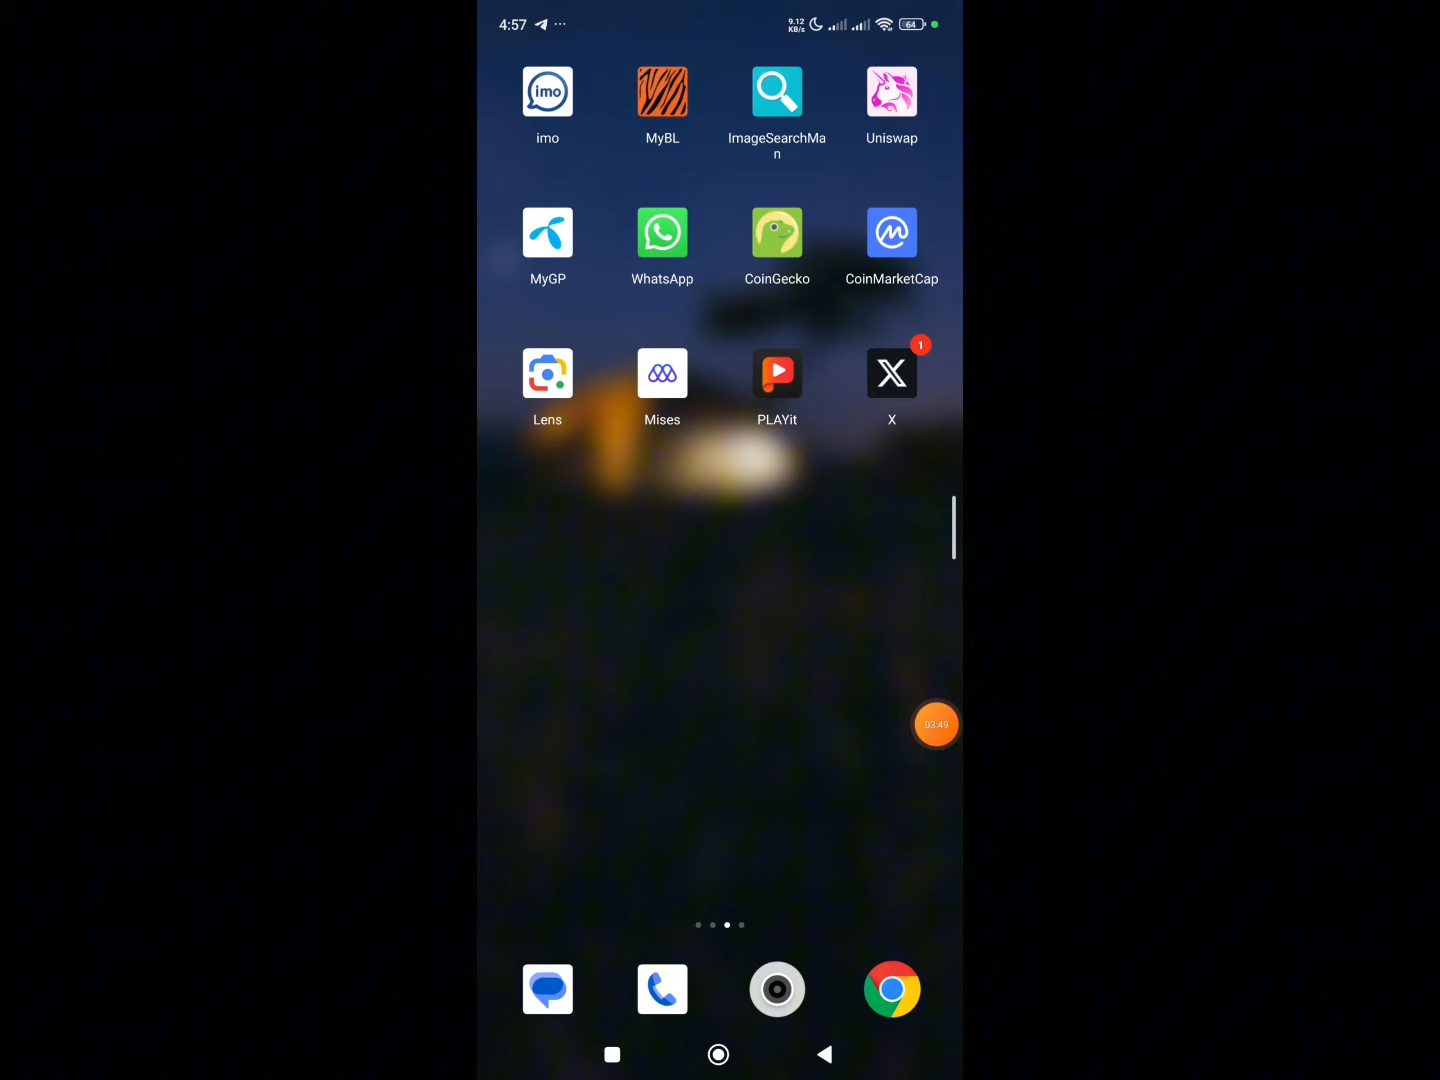 4:57 ··· 9.12 KB/s 64
imo
imo MyBL ImageSearchMa
n Uniswap
MyGP WhatsApp CoinGecko CoinMarketCap
1
Lens Mises PLAYit X
03:49